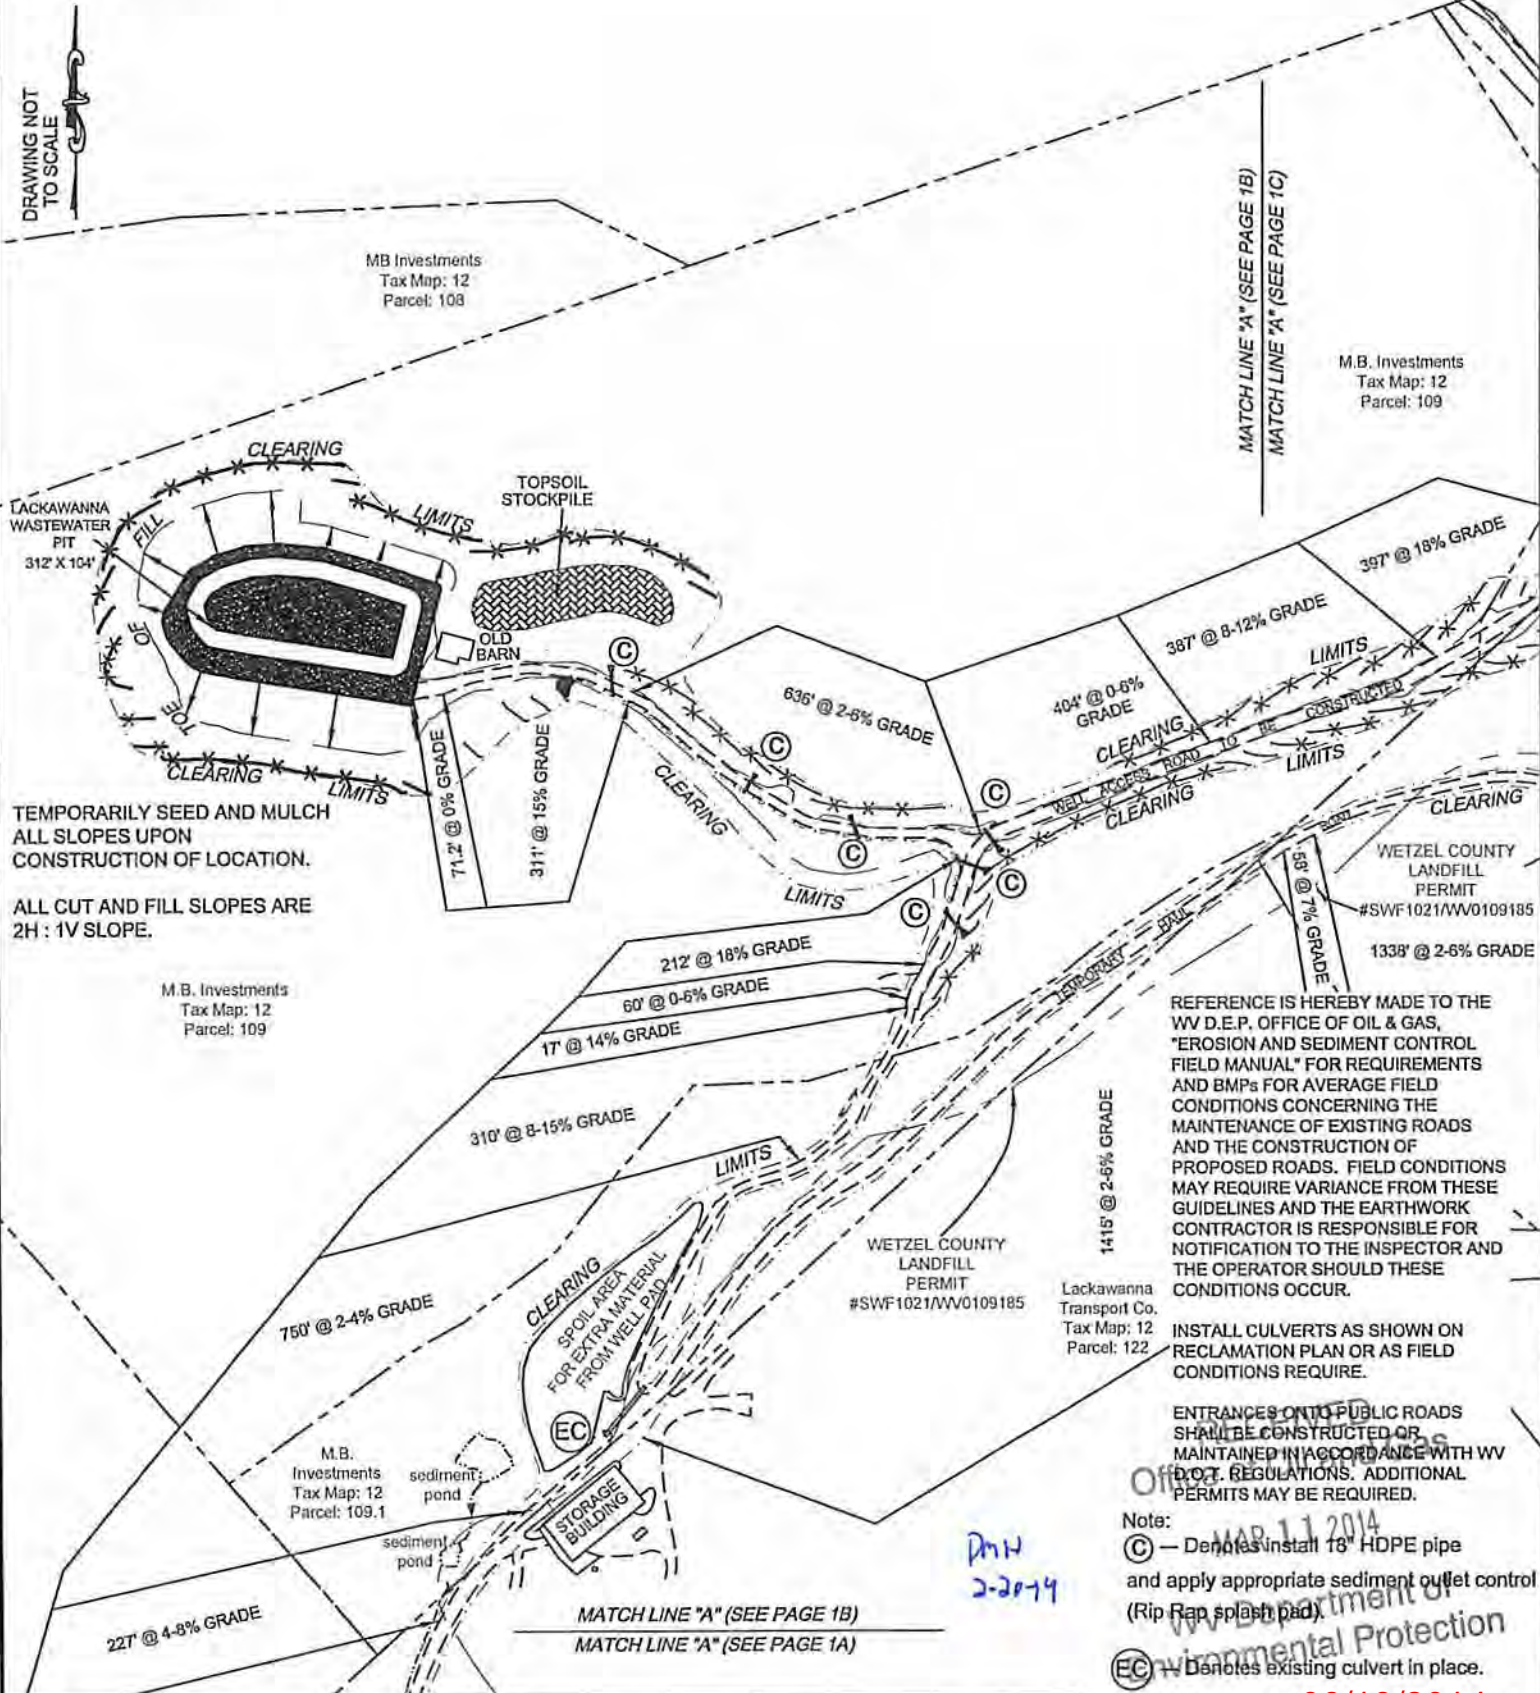 DRAWING NOT
TO SCALE
MB Investments
Tax Map: 12
Parcel: 108
MATCH LINE "A" (SEE PAGE 1B)
MATCH LINE "A" (SEE PAGE 1C)
M.B. Investments
Tax Map: 12
Parcel: 109
CLEARING
LIMITS
TOPSOIL
STOCKPILE
LACKAWANNA
WASTEWATER
PIT
312' X 104'
TOE OF FILL
OLD
BARN
CLEARING
LIMITS
C
C
C
C
C
C
397' @ 18% GRADE
387' @ 8-12% GRADE
404' @ 0-6%
GRADE
636' @ 2-6% GRADE
CLEARING
LIMITS
WELL ACCESS ROAD TO BE CONSTRUCTED
CLEARING
LIMITS
CLEARING
LIMITS
71.2' @ 0% GRADE
311' @ 15% GRADE
TEMPORARILY SEED AND MULCH
ALL SLOPES UPON
CONSTRUCTION OF LOCATION.
ALL CUT AND FILL SLOPES ARE
2H : 1V SLOPE.
M.B. Investments
Tax Map: 12
Parcel: 109
CLEARING
TEMPORARY HAUL ROAD
58' @ 7% GRADE
WETZEL COUNTY
LANDFILL
PERMIT
#SWF1021/WV0109185
1338' @ 2-6% GRADE
212' @ 18% GRADE
60' @ 0-6% GRADE
17' @ 14% GRADE
310' @ 8-15% GRADE
750' @ 2-4% GRADE
227' @ 4-8% GRADE
LIMITS
CLEARING
SPOIL AREA
FOR EXTRA MATERIAL
FROM WELL PAD
EC
1415' @ 2-6% GRADE
WETZEL COUNTY
LANDFILL
PERMIT
#SWF1021/WV0109185
Lackawanna
Transport Co.
Tax Map: 12
Parcel: 122
REFERENCE IS HEREBY MADE TO THE
WV D.E.P. OFFICE OF OIL & GAS,
"EROSION AND SEDIMENT CONTROL
FIELD MANUAL" FOR REQUIREMENTS
AND BMPs FOR AVERAGE FIELD
CONDITIONS CONCERNING THE
MAINTENANCE OF EXISTING ROADS
AND THE CONSTRUCTION OF
PROPOSED ROADS. FIELD CONDITIONS
MAY REQUIRE VARIANCE FROM THESE
GUIDELINES AND THE EARTHWORK
CONTRACTOR IS RESPONSIBLE FOR
NOTIFICATION TO THE INSPECTOR AND
THE OPERATOR SHOULD THESE
CONDITIONS OCCUR.
INSTALL CULVERTS AS SHOWN ON
RECLAMATION PLAN OR AS FIELD
CONDITIONS REQUIRE.
ENTRANCES ONTO PUBLIC ROADS
SHALL BE CONSTRUCTED OR
MAINTAINED IN ACCORDANCE WITH WV
D.O.T. REGULATIONS. ADDITIONAL
PERMITS MAY BE REQUIRED.
RECEIVED
Office of Oil and Gas
MAR 11 2014
WV Department of
Environmental Protection
M.B.
Investments
Tax Map: 12
Parcel: 109.1
sediment
pond
sediment
pond
STORAGE
BUILDING
Note:
C — Denotes install 18" HDPE pipe
and apply appropriate sediment outlet control
(Rip Rap splash pad).
EC — Denotes existing culvert in place.
MATCH LINE "A" (SEE PAGE 1B)
MATCH LINE "A" (SEE PAGE 1A)